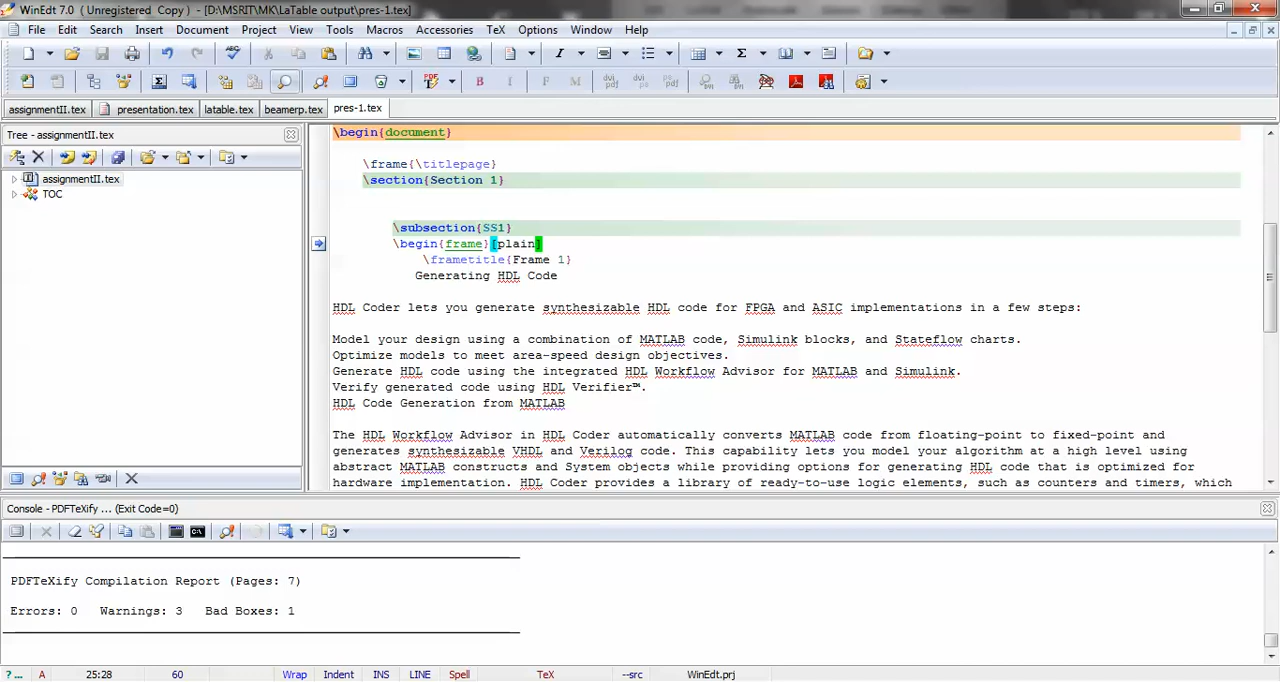 WinEdt 7.0 ( Unregistered Copy ) - [D:\MSRIT\MK\LaTable output\pres-1.tex]
File Edit Search Insert Document Project View Tools Macros Accessories TeX Options Window Help
assignmentII.tex presentation.tex latable.tex beamerp.tex pres-1.tex
Tree - assignmentII.tex
assignmentII.tex
TOC
\begin{document}
\frame{\titlepage}
\section{Section 1}
\subsection{SS1}
\begin{frame}[plain]
\frametitle{Frame 1}
Generating HDL Code
HDL Coder lets you generate synthesizable HDL code for FPGA and ASIC implementations in a few steps:
Model your design using a combination of MATLAB code, Simulink blocks, and Stateflow charts.
Optimize models to meet area-speed design objectives.
Generate HDL code using the integrated HDL Workflow Advisor for MATLAB and Simulink.
Verify generated code using HDL Verifier™.
HDL Code Generation from MATLAB
The HDL Workflow Advisor in HDL Coder automatically converts MATLAB code from floating-point to fixed-point and
generates synthesizable VHDL and Verilog code. This capability lets you model your algorithm at a high level using
abstract MATLAB constructs and System objects while providing options for generating HDL code that is optimized for
hardware implementation. HDL Coder provides a library of ready-to-use logic elements, such as counters and timers, which
Console - PDFTeXify ... (Exit Code=0)
PDFTeXify Compilation Report (Pages: 7)
Errors: 0 Warnings: 3 Bad Boxes: 1
? ... A 25:28 60 Wrap Indent INS LINE Spell TeX --src WinEdt.prj